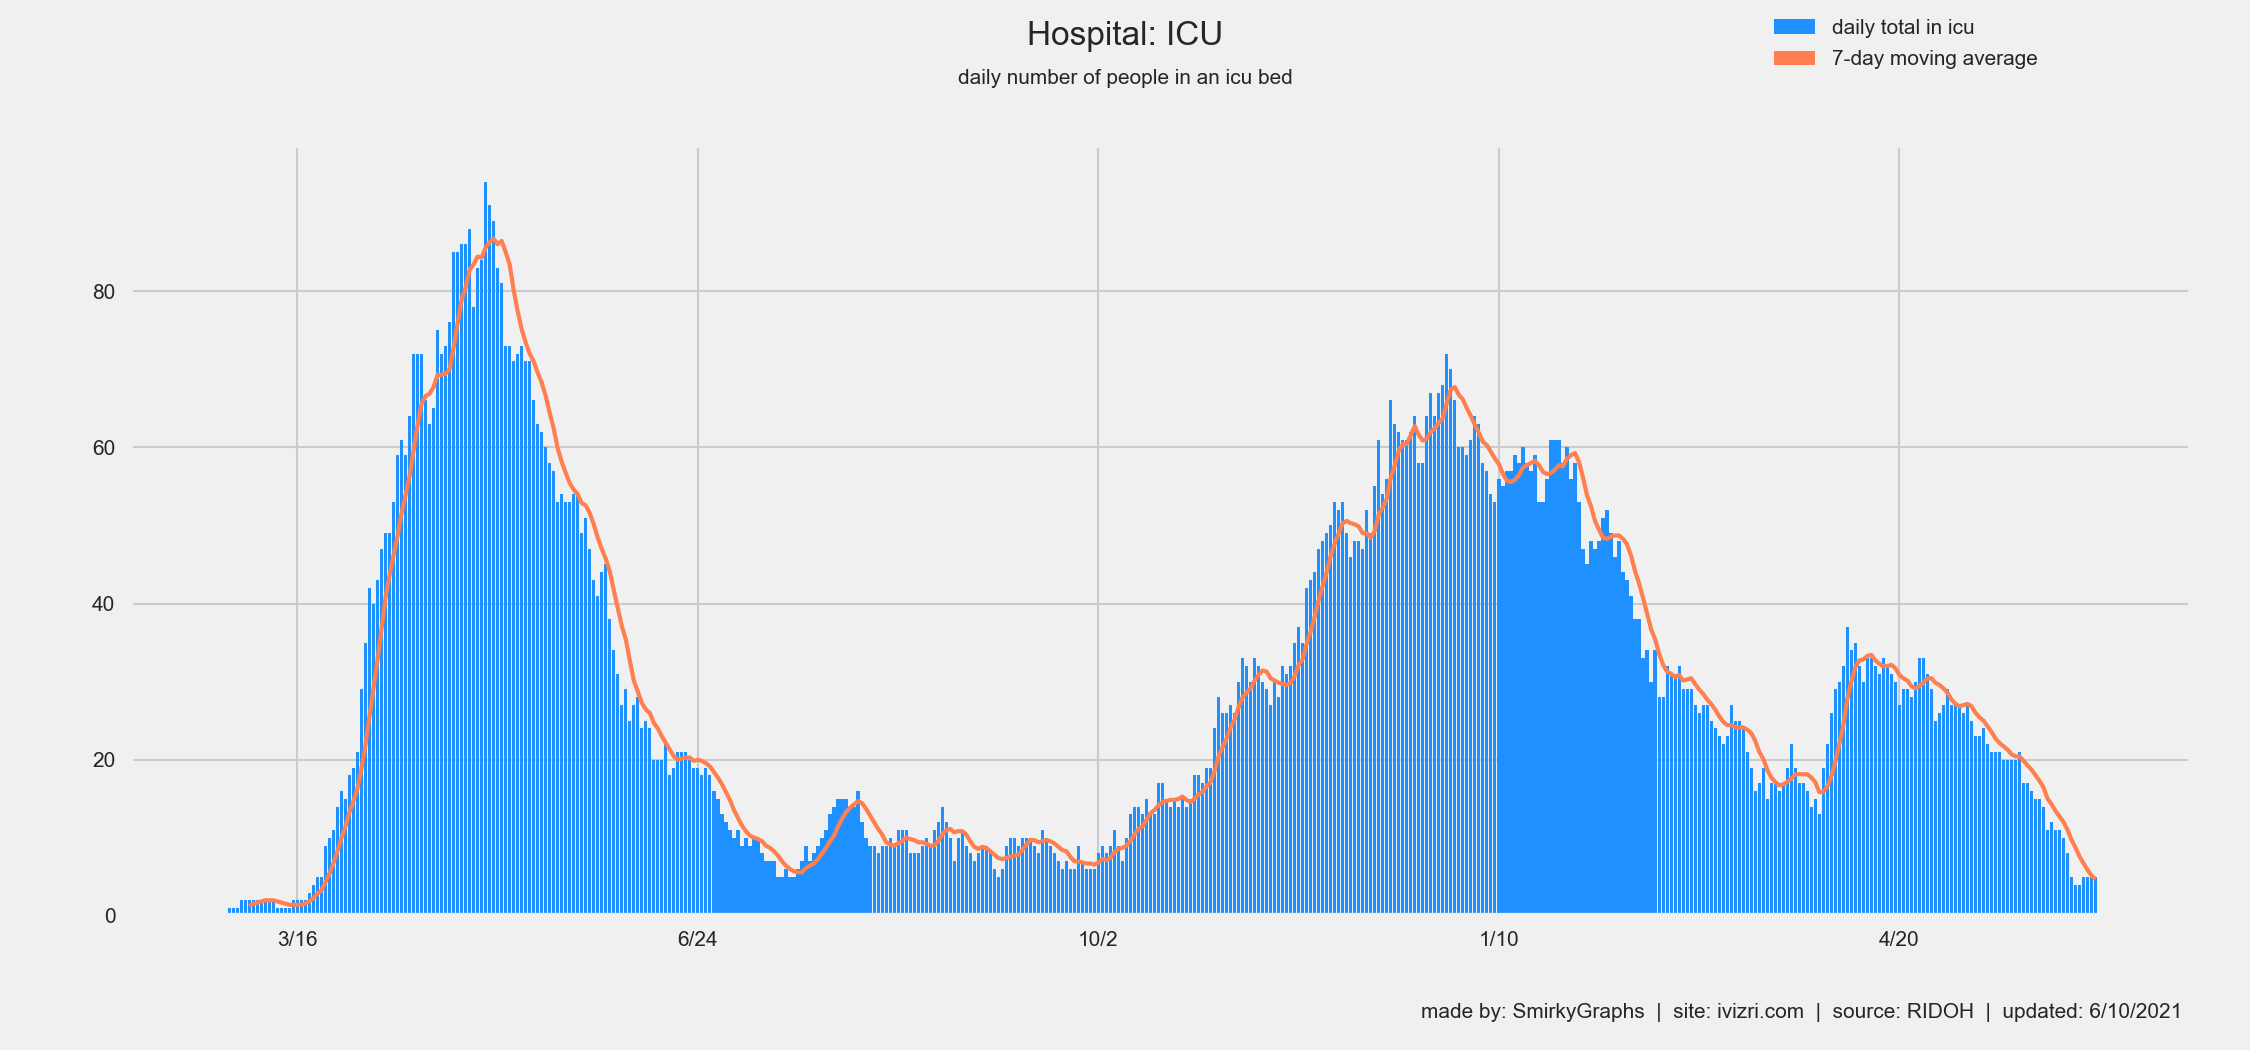 Hospital: ICU
daily number of people in an icu bed
daily total in icu
7-day moving average
80
60
40
20
0
3/16
6/24
10/2
1/10
4/20
made by: SmirkyGraphs | site: ivizri.com | source: RIDOH | updated: 6/10/2021